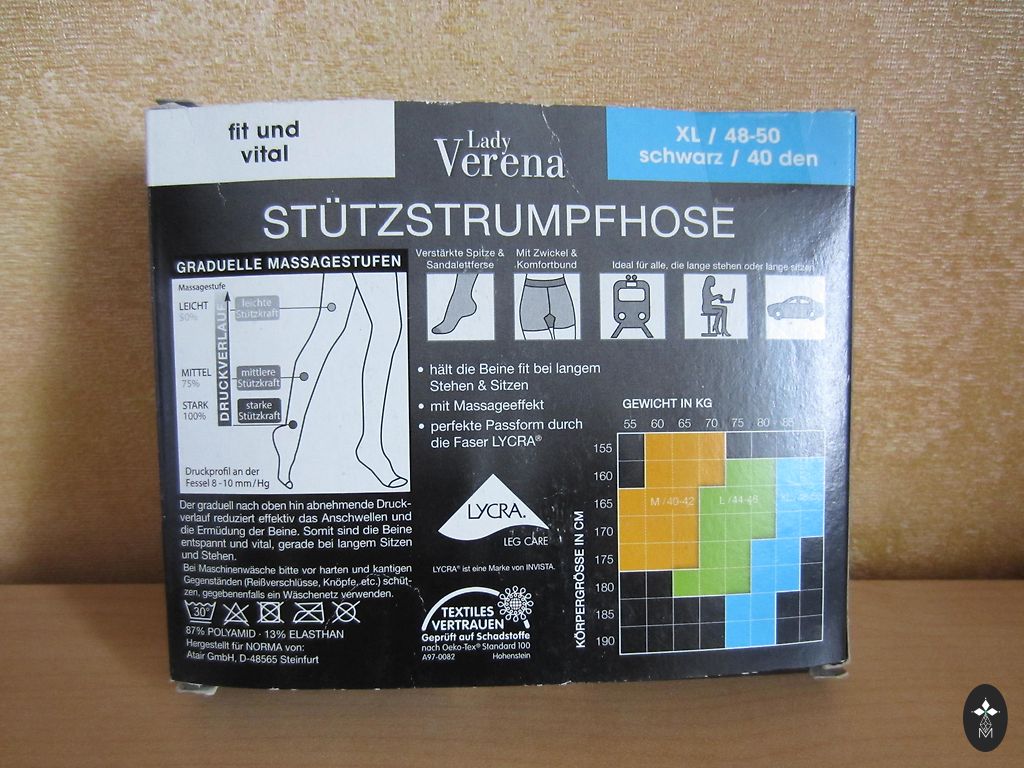 fit und
vital
Lady
Verena
XL / 48-50
schwarz / 40 den
STÜTZSTRUMPFHOSE
GRADUELLE MASSAGESTUFEN
Massagestufe
LEICHT
50%
leichte
Stützkraft
MITTEL
75%
mittlere
Stützkraft
STARK
100%
starke
Stützkraft
DRUCKVERLAUF
Druckprofil an der
Fessel 8-10 mm/Hg
Der graduell nach oben hin abnehmende Druck-
verlauf reduziert effektiv das Anschwellen und
die Ermüdung der Beine. Somit sind die Beine
entspannt und vital, gerade bei langem Sitzen
und Stehen.
Bei Maschinenwäsche bitte vor harten und kantigen
Gegenständen (Reißverschlüsse, Knöpfe, etc.) schüt-
zen, gegebenenfalls ein Wäschenetz verwenden.
30°
87% POLYAMID · 13% ELASTHAN
Hergestellt für NORMA von:
Atair GmbH, D-48565 Steinfurt
Verstärkte Spitze &
Sandalettferse
Mit Zwickel &
Komfortbund
Ideal für alle, die lange stehen oder lange sitzen
• hält die Beine fit bei langem
Stehen & Sitzen
• mit Massageeffekt
• perfekte Passform durch
die Faser LYCRA®
LYCRA.
LEG CARE
LYCRA® ist eine Marke von INVISTA.
TEXTILES
VERTRAUEN
Geprüft auf Schadstoffe
nach Oeko-Tex® Standard 100
A97-0082 Hohenstein
GEWICHT IN KG
55 60 65 70 75 80 85
KÖRPERGRÖSSE IN CM
155
160
165
170
175
180
185
190
M /40-42
L /44-46
XL /48-50
M